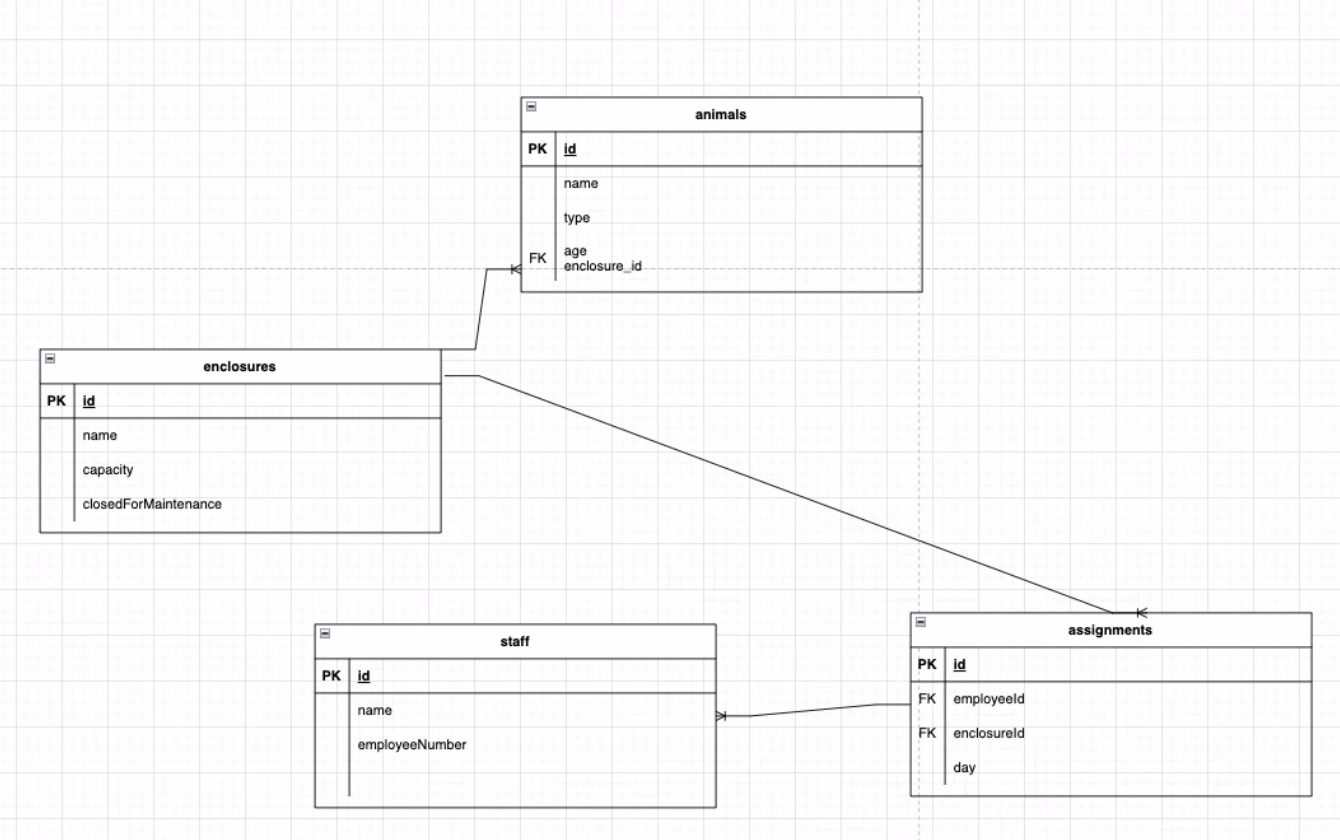 animals
PK id
name
type
age
FK enclosure_id
enclosures
PK id
name
capacity
closedForMaintenance
staff
PK id
name
employeeNumber
assignments
PK id
FK employeeId
FK enclosureId
day